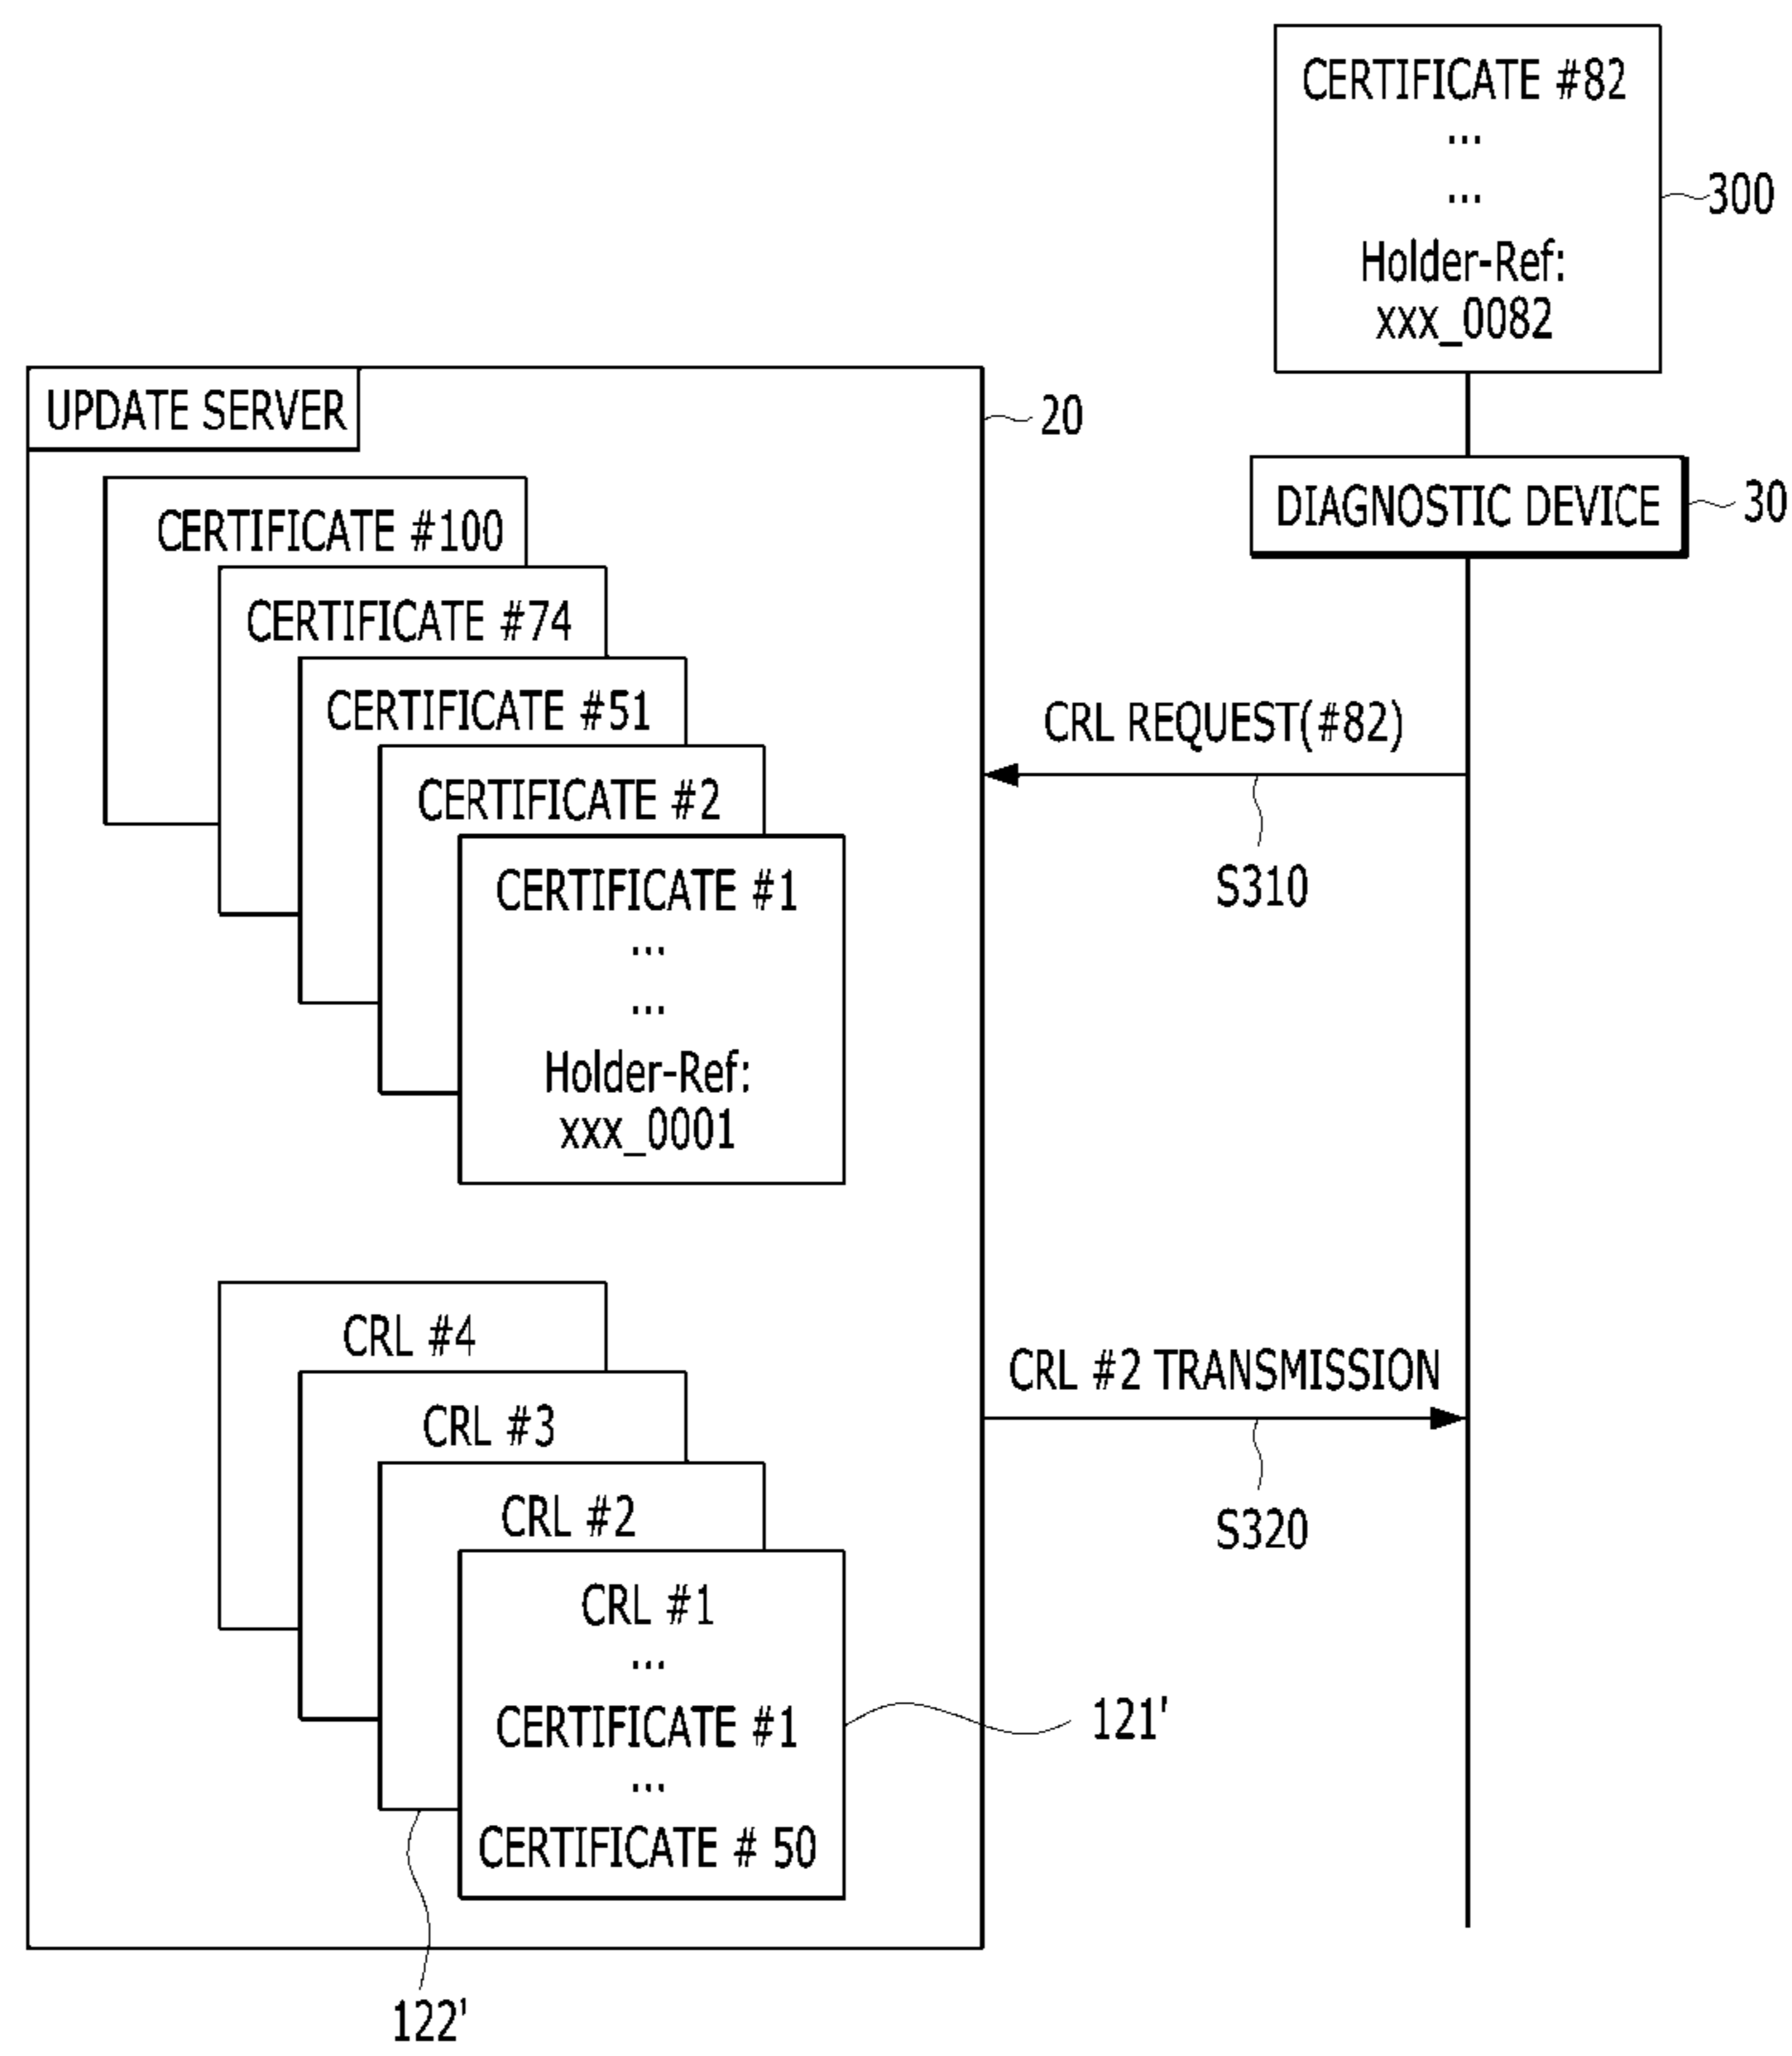 CERTIFICATE #82
...
...
Holder-Ref:
xxx_0082
300
UPDATE SERVER
20
DIAGNOSTIC DEVICE
30
CERTIFICATE #100
CERTIFICATE #74
CERTIFICATE #51
CERTIFICATE #2
CERTIFICATE #1
...
...
Holder-Ref:
xxx_0001
CRL REQUEST(#82)
S310
CRL #4
CRL #3
CRL #2
CRL #1
...
CERTIFICATE #1
...
CERTIFICATE # 50
CRL #2 TRANSMISSION
S320
121'
122'